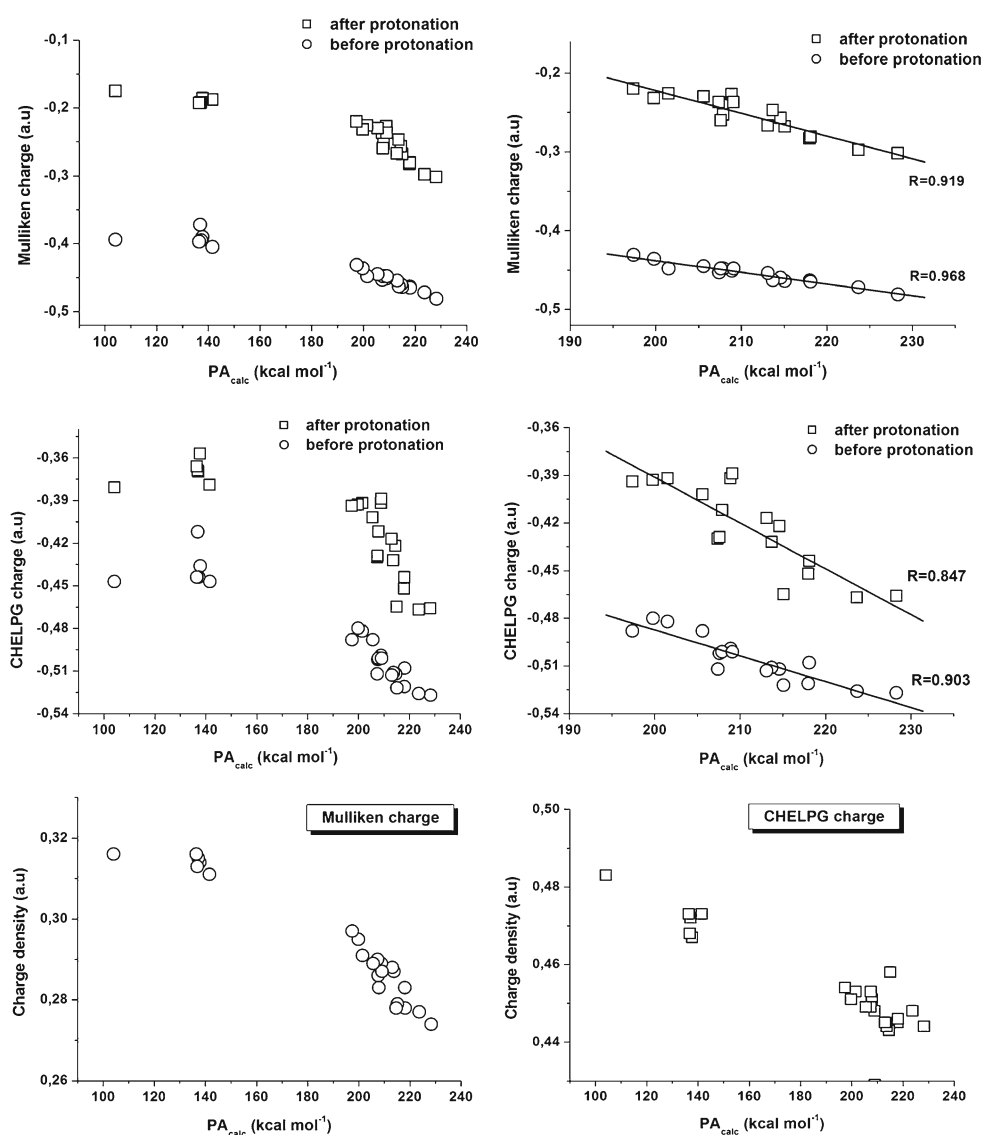 after protonation
before protonation
-0,1
-0,2
-0,3
-0,4
-0,5
Mulliken charge (a.u)
100 120 140 160 180 200 220 240
PAcalc (kcal mol-1)
after protonation
before protonation
-0,2
-0,3
-0,4
-0,5
Mulliken charge (a.u)
R=0.919
R=0.968
190 200 210 220 230
PAcalc (kcal mol-1)
after protonation
before protonation
-0,36
-0,39
-0,42
-0,45
-0,48
-0,51
-0,54
CHELPG charge (a.u)
100 120 140 160 180 200 220 240
PAcalc (kcal mol-1)
after protonation
before protonation
-0,36
-0,39
-0,42
-0,45
-0,48
-0,51
-0,54
CHELPG charge (a.u)
R=0.847
R=0.903
190 200 210 220 230
PAcalc (kcal mol-1)
Mulliken charge
0,32
0,30
0,28
0,26
Charge density (a.u)
100 120 140 160 180 200 220 240
PAcalc (kcal mol-1)
CHELPG charge
0,50
0,48
0,46
0,44
Charge density (a.u)
100 120 140 160 180 200 220 240
PAcalc (kcal mol-1)